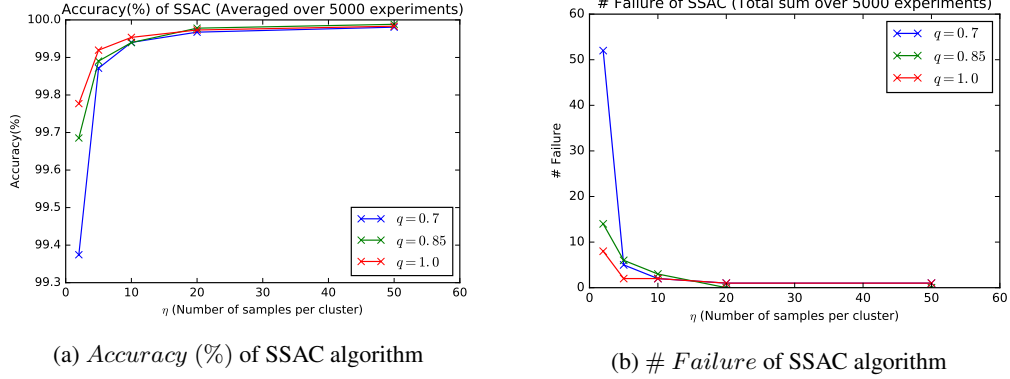 Accuracy(%) of SSAC (Averaged over 5000 experiments)
100.0
99.9
99.8
99.7
99.6
99.5
99.4
99.3
Accuracy(%)
0 10 20 30 40 50 60
η (Number of samples per cluster)
q = 0.7
q = 0.85
q = 1.0
(a) Accuracy (%) of SSAC algorithm
# Failure of SSAC (Total sum over 5000 experiments)
60
50
40
30
20
10
0
# Failure
0 10 20 30 40 50 60
η (Number of samples per cluster)
q = 0.7
q = 0.85
q = 1.0
(b) # Failure of SSAC algorithm